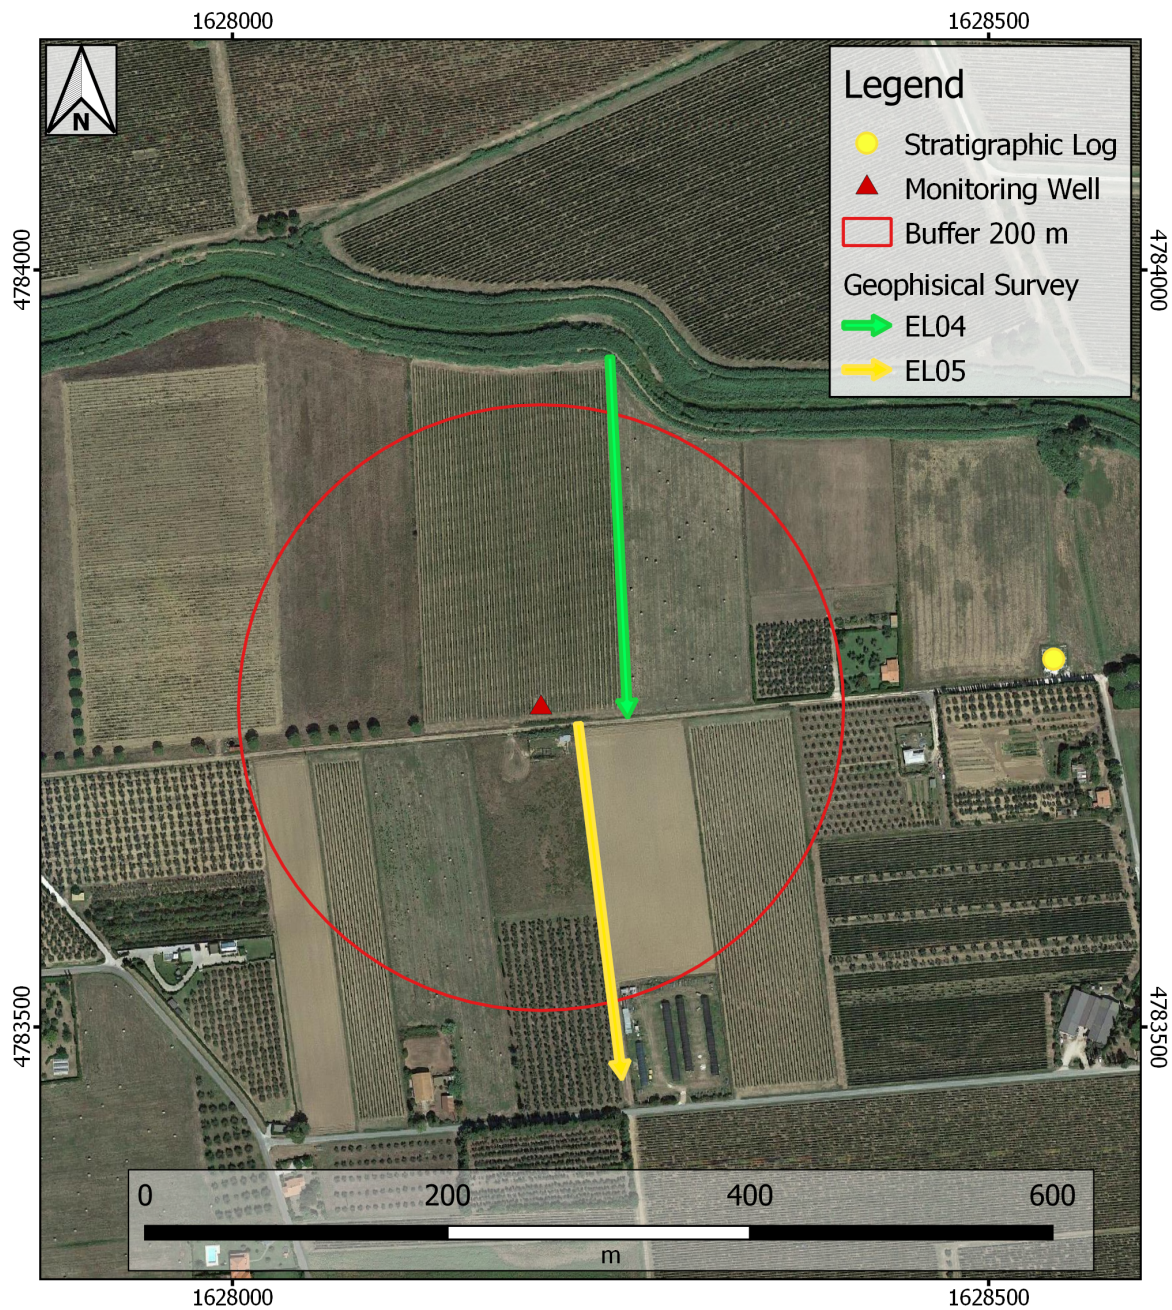 1628000 1628500
N
Legend
Stratigraphic Log
Monitoring Well
Buffer 200 m
Geophisical Survey
EL04
EL05
4784000 4784000
4783500 4783500
0 200 400 600
m
1628000 1628500